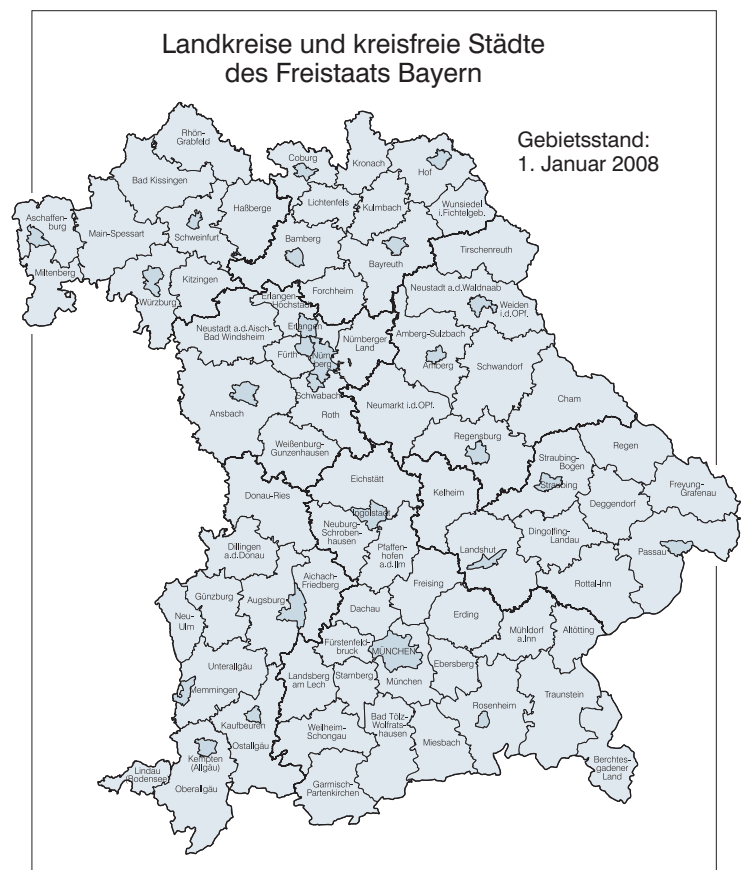 Landkreise und kreisfreie Städte
des Freistaats Bayern
Gebietsstand:
1. Januar 2008
Rhön-
Grabfeld
Coburg
Kronach
Hof
Bad Kissingen
Lichtenfels
Kulmbach
Wunsiedel
i.Fichtelgeb.
Haßberge
Aschaffen-
burg
Main-Spessart
Schweinfurt
Bamberg
Bayreuth
Tirschenreuth
Miltenberg
Kitzingen
Würzburg
Forchheim
Neustadt a.d.Waldnaab
Weiden
i.d.OPf.
Erlangen-
Höchstadt
Erlangen
Neustadt a.d.Aisch-
Bad Windsheim
Fürth
Nürn-
berg
Nürnberger
Land
Amberg-Sulzbach
Amberg
Schwandorf
Schwabach
Ansbach
Roth
Neumarkt i.d.OPf.
Cham
Weißenburg-
Gunzenhausen
Regensburg
Regen
Straubing-
Bogen
Straubing
Freyung-
Grafenau
Deggendorf
Eichstätt
Kelheim
Donau-Ries
Ingolstadt
Neuburg-
Schroben-
hausen
Dingolfing-
Landau
Passau
Landshut
Pfaffen-
hofen
a.d.Ilm
Dillingen
a.d.Donau
Rottal-Inn
Aichach-
Friedberg
Freising
Günzburg
Augsburg
Dachau
Erding
Neu-
Ulm
Mühldorf
a.Inn
Altötting
Fürstenfeld-
bruck
MÜNCHEN
Ebersberg
München
Unterallgäu
Landsberg
am Lech
Starnberg
Memmingen
Traunstein
Rosenheim
Kaufbeuren
Weilheim-
Schongau
Bad Tölz-
Wolfrats-
hausen
Miesbach
Ostallgäu
Kempten
(Allgäu)
Lindau
(Bodensee)
Oberallgäu
Garmisch-
Partenkirchen
Berchtes-
gadener
Land